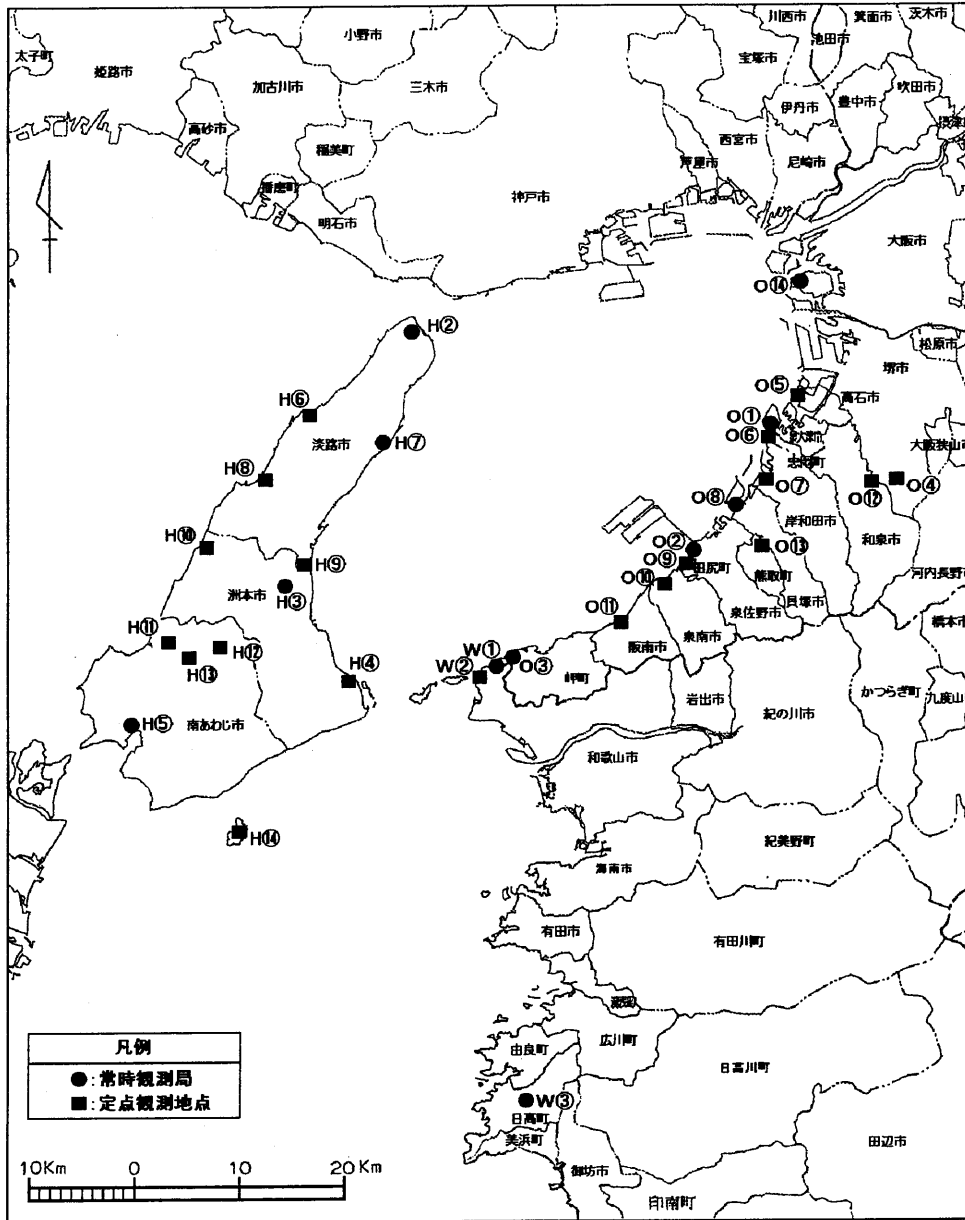 川西市
箕面市
茨木市
小野市
池田市
太子町
姫路市
宝塚市
加古川市
三木市
吹田市
伊丹市
豊中市
高砂市
西宮市
稲美町
芦屋市
尼崎市
播磨町
神戸市
明石市
大阪市
O⑭
H②
松原市
堺市
O⑤
高石市
H⑥
O①
淡路市
H⑦
O⑥
忠岡町
大阪狭山市
H⑧
O⑦
O⑫
O④
O⑧
岸和田市
和泉市
H⑩
O②
O⑬
H⑨
O⑨
田尻町
熊取町
河内長野市
洲本市
O⑩
H③
泉佐野市
貝塚市
O⑪
橋本市
H⑪
H⑫
阪南市
泉南市
W①
H⑬
H④
W②
O③
岬町
かつらぎ町
九度山
岩出市
紀の川市
H⑤
南あわじ市
和歌山市
H⑭
紀美野町
海南市
有田市
有田川町
湯浅町
広川町
凡例
由良町
日高川町
●:常時観測局
■:定点観測地点
W③
日高町
美浜町
田辺市
10Km 0 10 20Km
御坊市
印南町